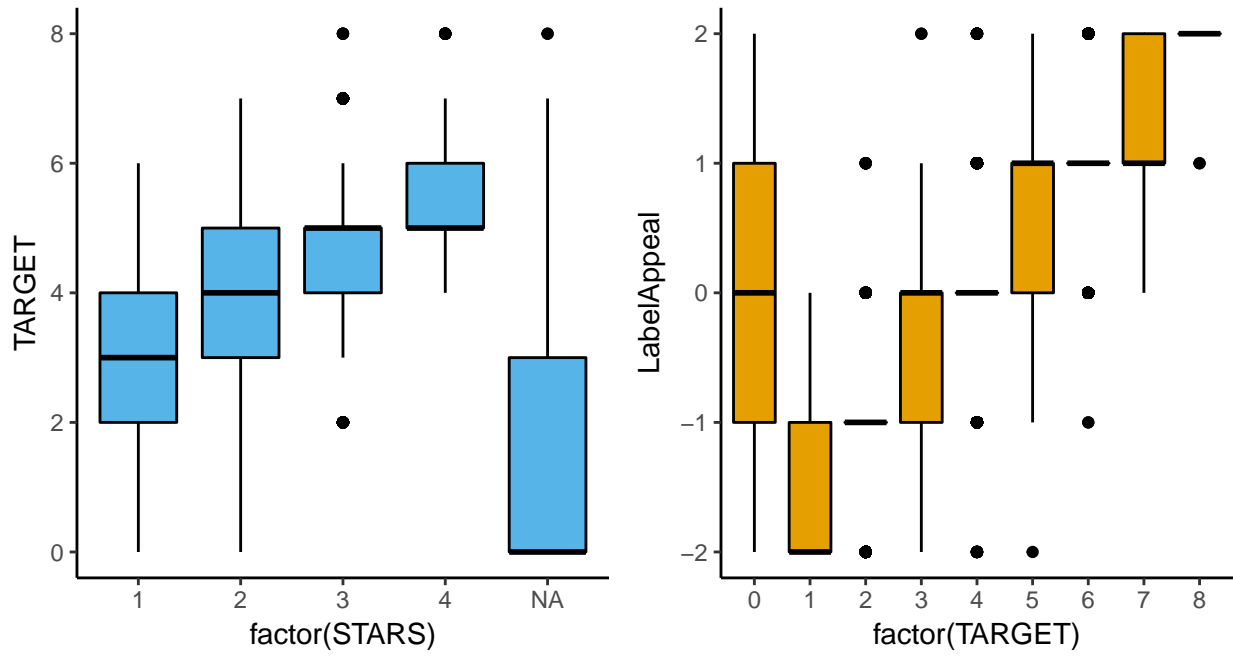 TARGET
8
6
4
2
0
1 2 3 4 NA
factor(STARS)
LabelAppeal
2
1
0
−1
−2
0 1 2 3 4 5 6 7 8
factor(TARGET)